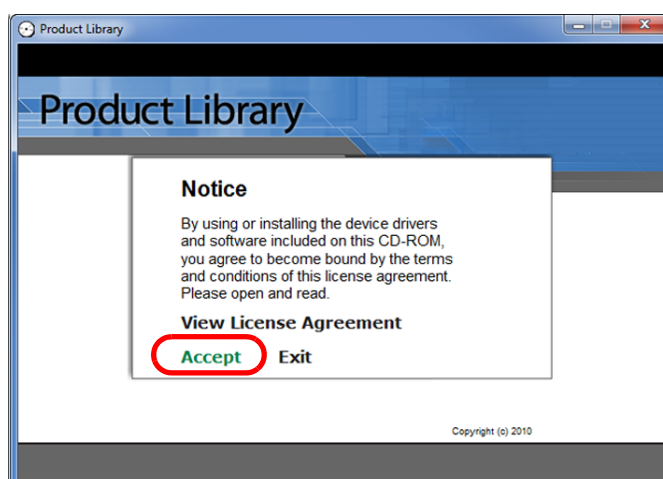 Product Library
Product Library
Notice
By using or installing the device drivers
and software included on this CD-ROM,
you agree to become bound by the terms
and conditions of this license agreement.
Please open and read.
View License Agreement
Accept Exit
Copyright (c) 2010